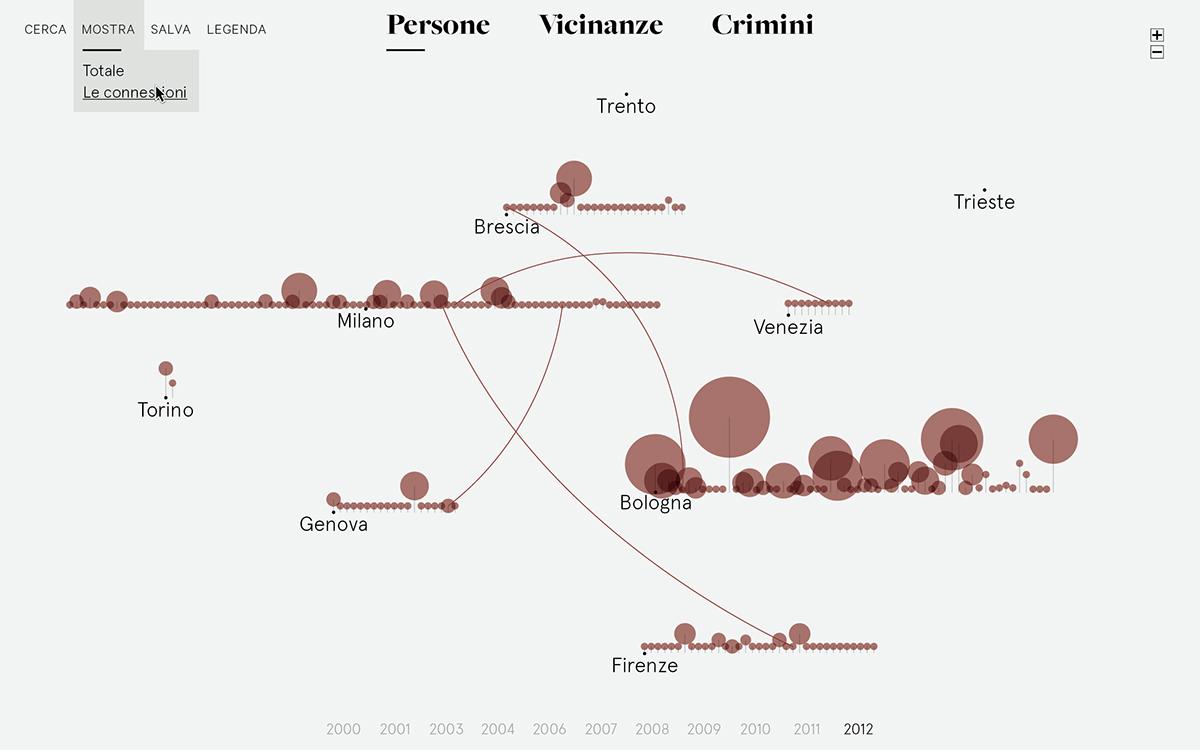 CERCA MOSTRA SALVA LEGENDA
Persone Vicinanze Crimini
Totale
Le connessioni
Trento
Trieste
Brescia
Milano
Venezia
Torino
Bologna
Genova
Firenze
2000 2001 2003 2004 2006 2007 2008 2009 2010 2011 2012